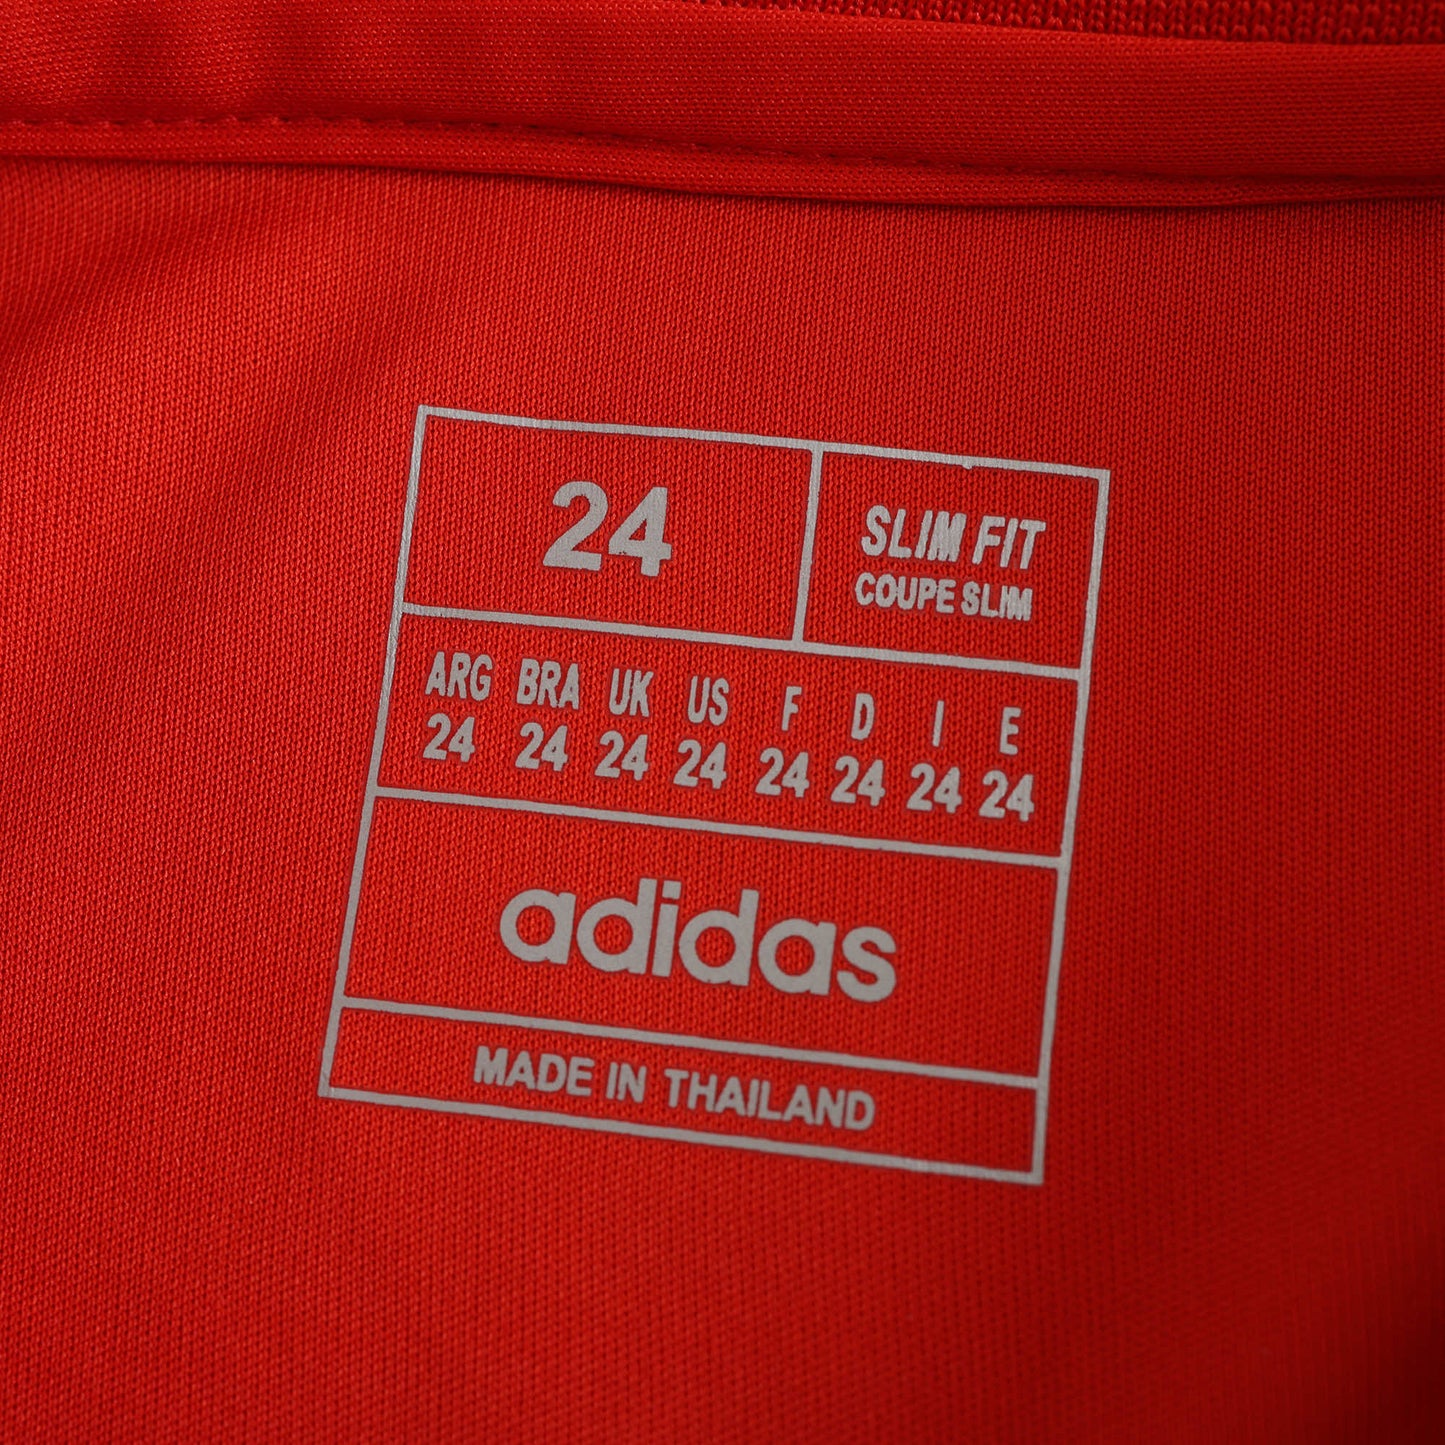 24
SLIM FIT
COUPE SLIM
ARG BRA UK US F D I E
24 24 24 24 24 24 24 24
adidas
MADE IN THAILAND